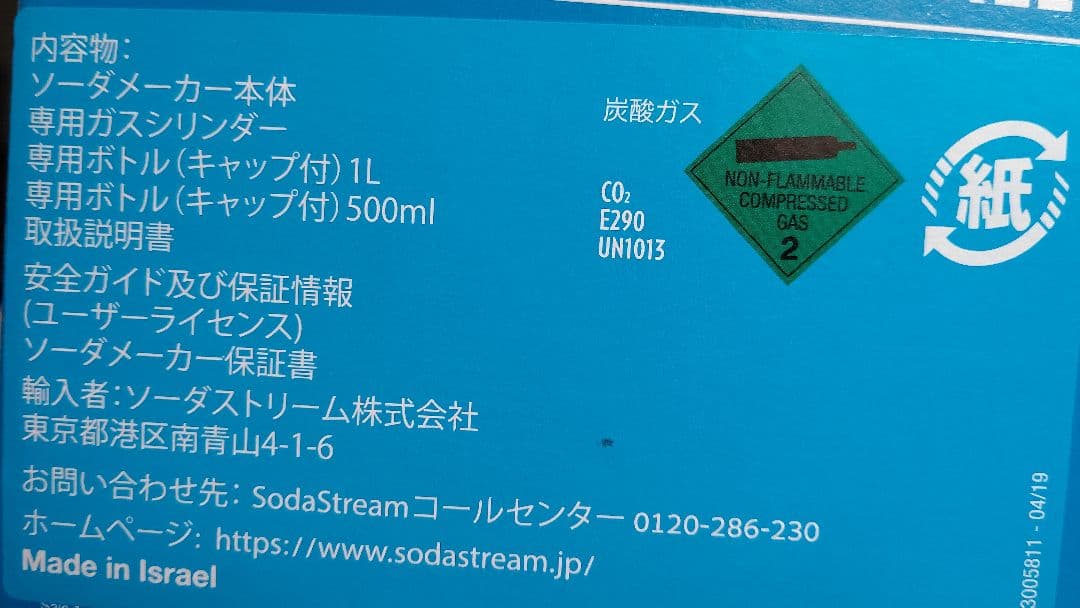 内容物：
ソーダメーカー本体
専用ガスシリンダー
専用ボトル（キャップ付）1L
専用ボトル（キャップ付）500ml
取扱説明書
安全ガイド及び保証情報
(ユーザーライセンス)
ソーダメーカー保証書
輸入者：ソーダストリーム株式会社
東京都港区南青山4-1-6
お問い合わせ先： SodaStreamコールセンター 0120-286-230
ホームページ： https://www.sodastream.jp/
Made in Israel
炭酸ガス
CO₂
E290
UN1013
NON-FLAMMABLE
COMPRESSED
GAS
2
紙
3005811 - 04/19